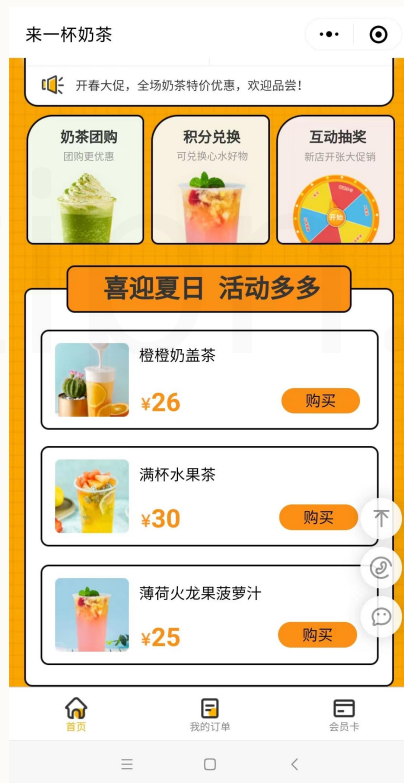 来一杯奶茶
开春大促，全场奶茶特价优惠，欢迎品尝！
奶茶团购
积分兑换
互动抽奖
团购更优惠
可兑换心水好物
新店开张大促销
开始
喜迎夏日 活动多多
橙橙奶盖茶
¥26
购买
满杯水果茶
¥30
购买
薄荷火龙果菠萝汁
¥25
购买
首页
我的订单
会员卡